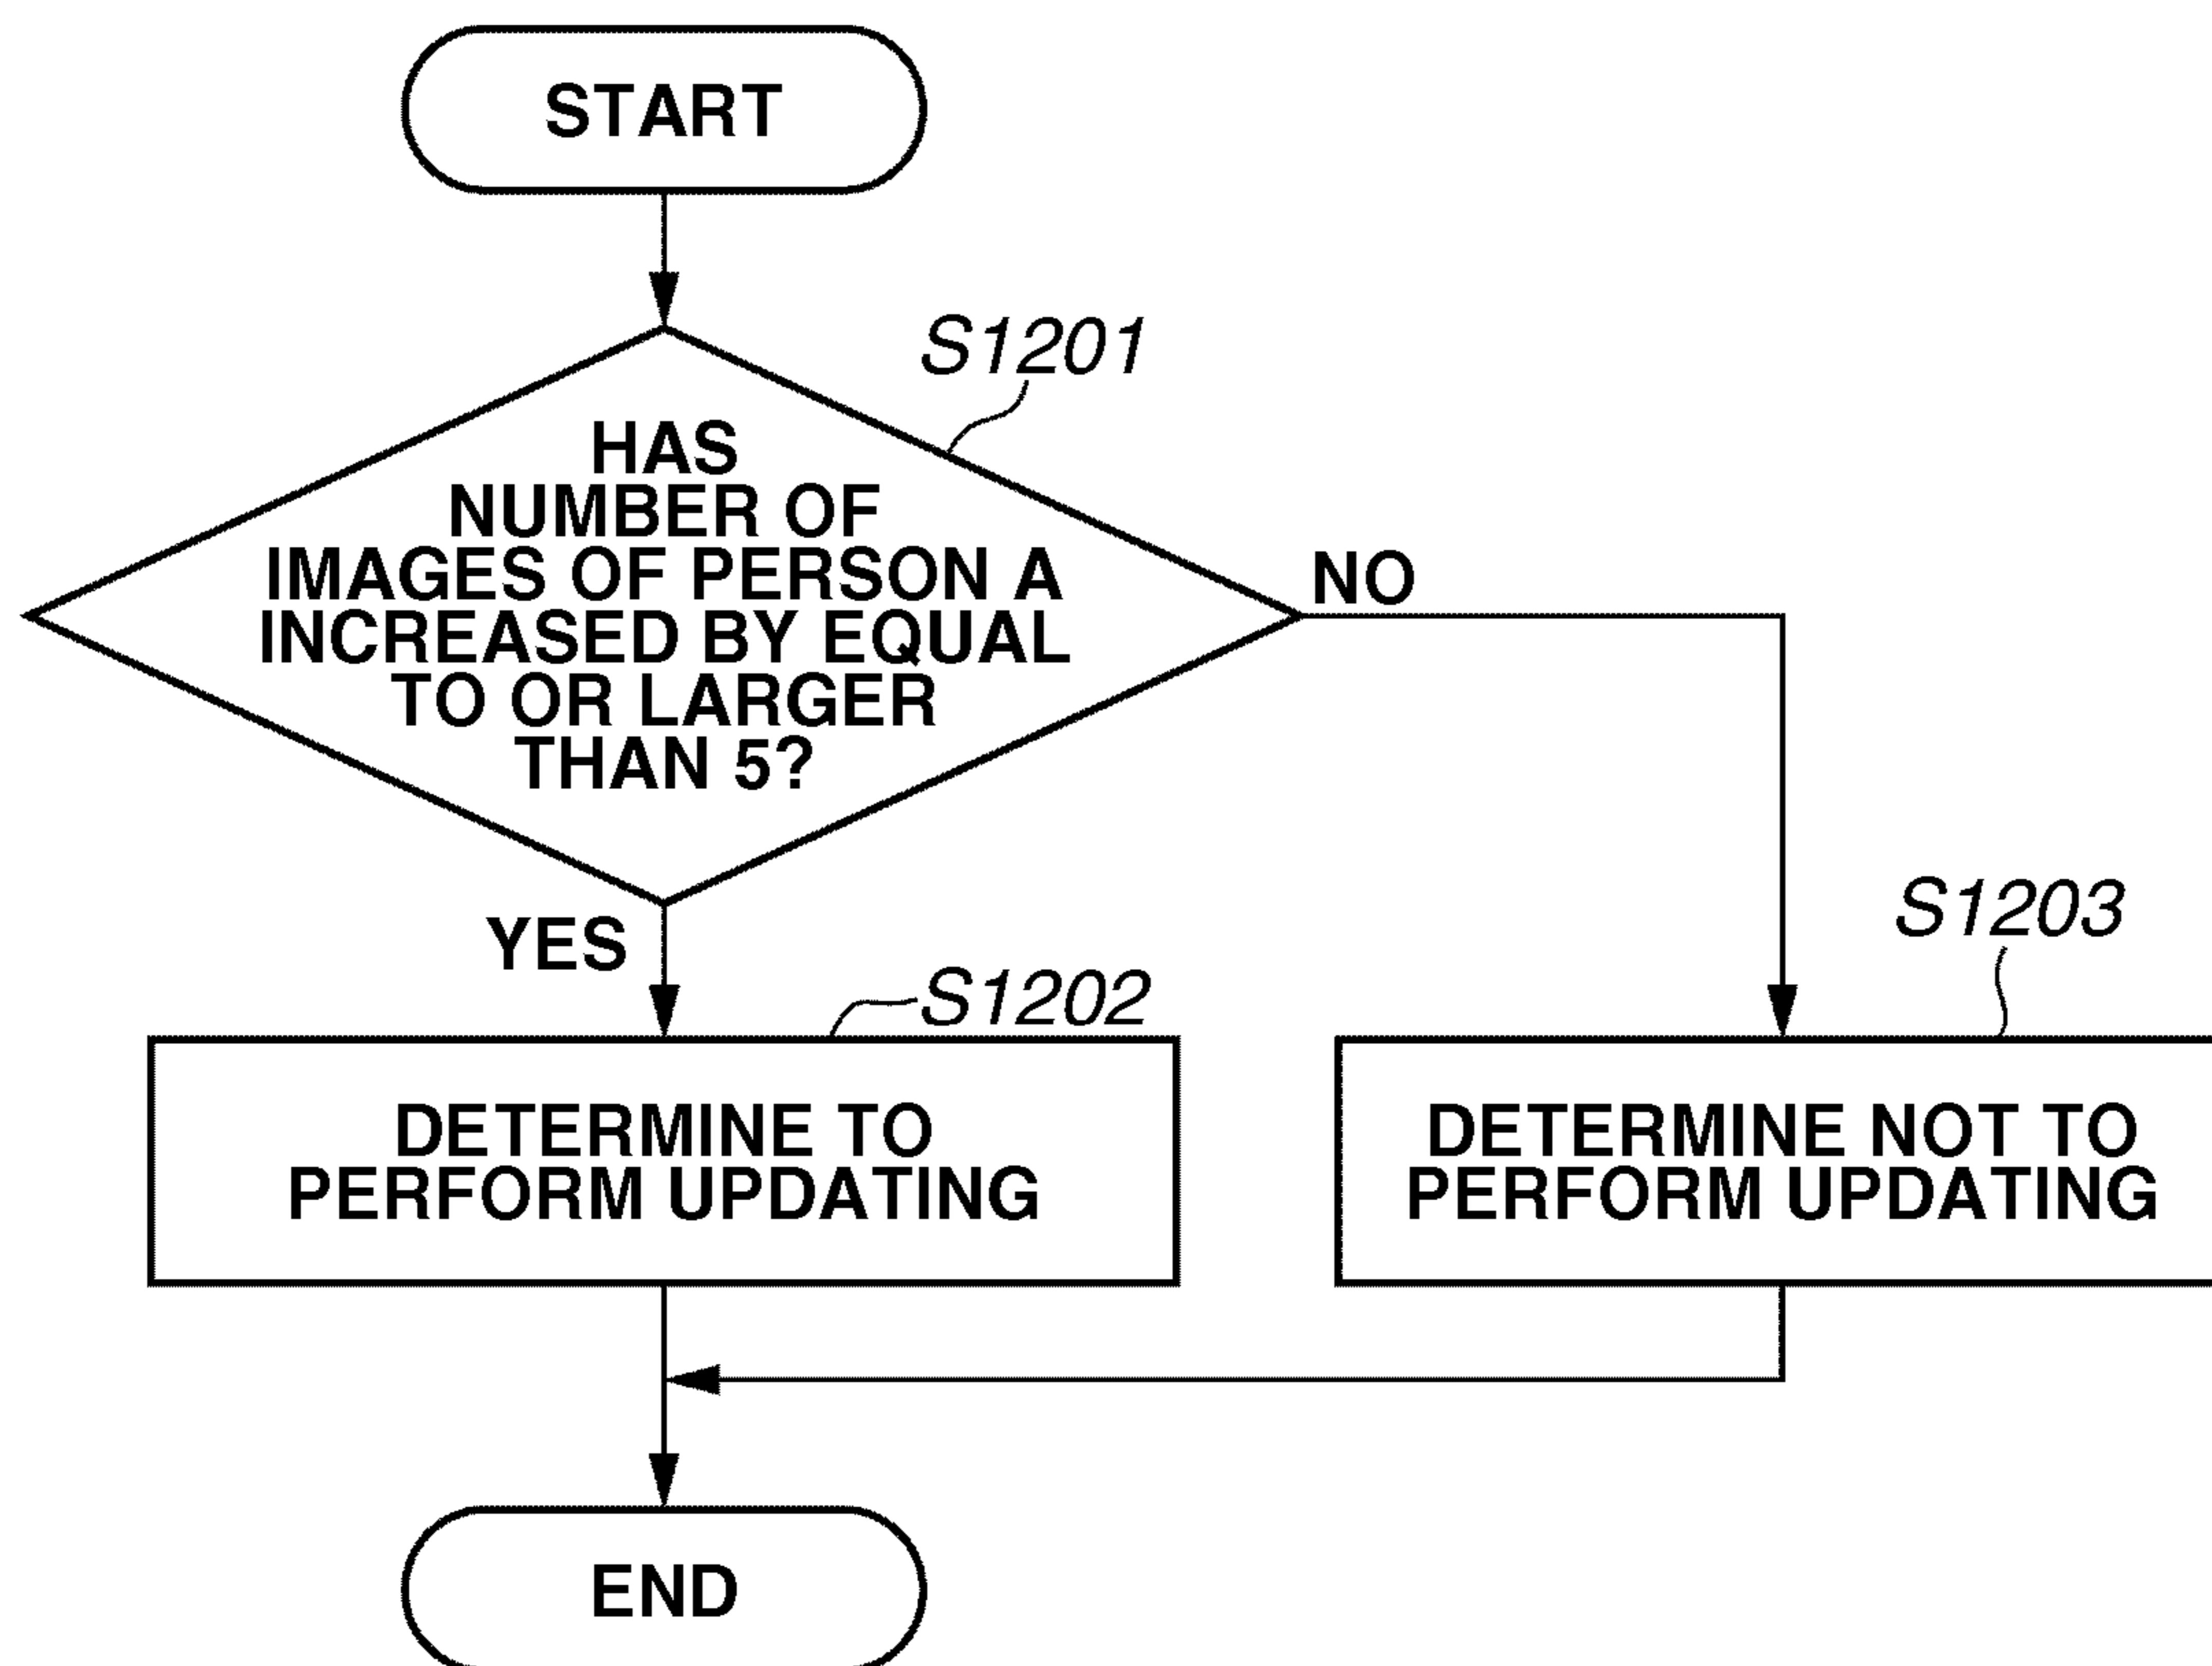 START
S1201
HAS
NUMBER OF
IMAGES OF PERSON A
INCREASED BY EQUAL
TO OR LARGER
THAN 5?
NO
YES
S1202
S1203
DETERMINE TO
PERFORM UPDATING
DETERMINE NOT TO
PERFORM UPDATING
END